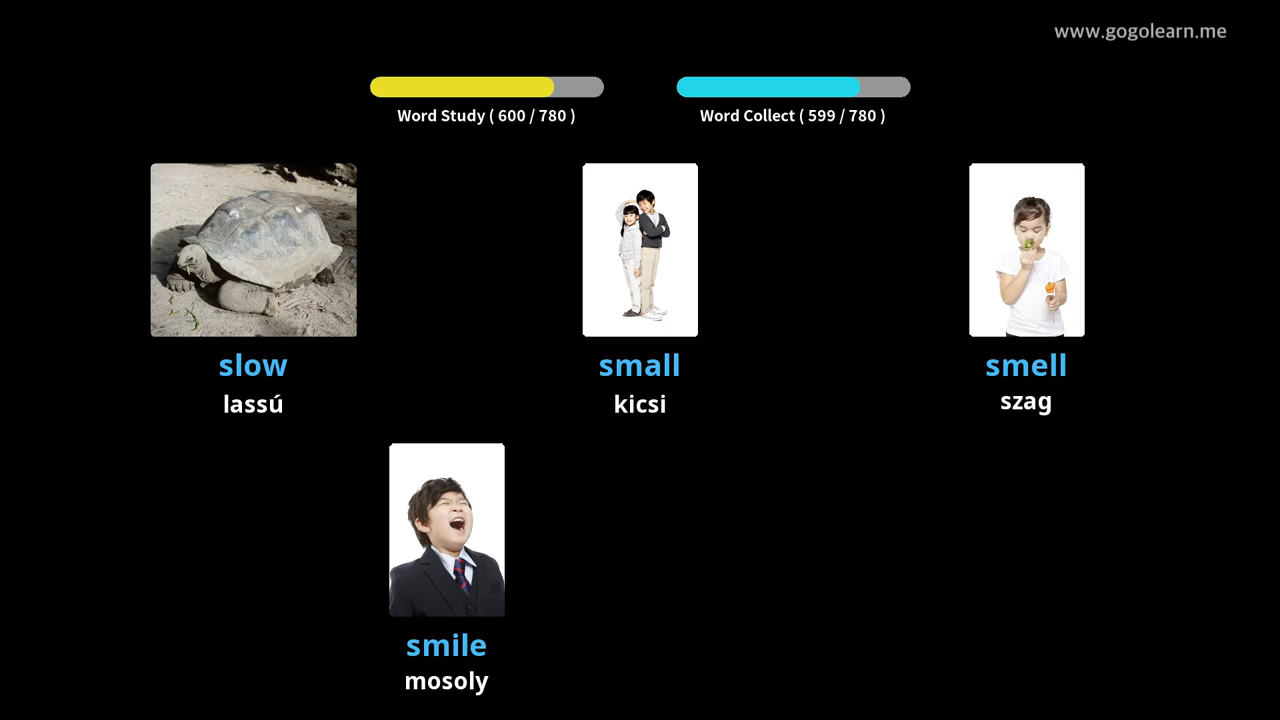 www.gogolearn.me
Word Study ( 600 / 780 )
Word Collect ( 599 / 780 )
slow
lassú
small
kicsi
smell
szag
smile
mosoly